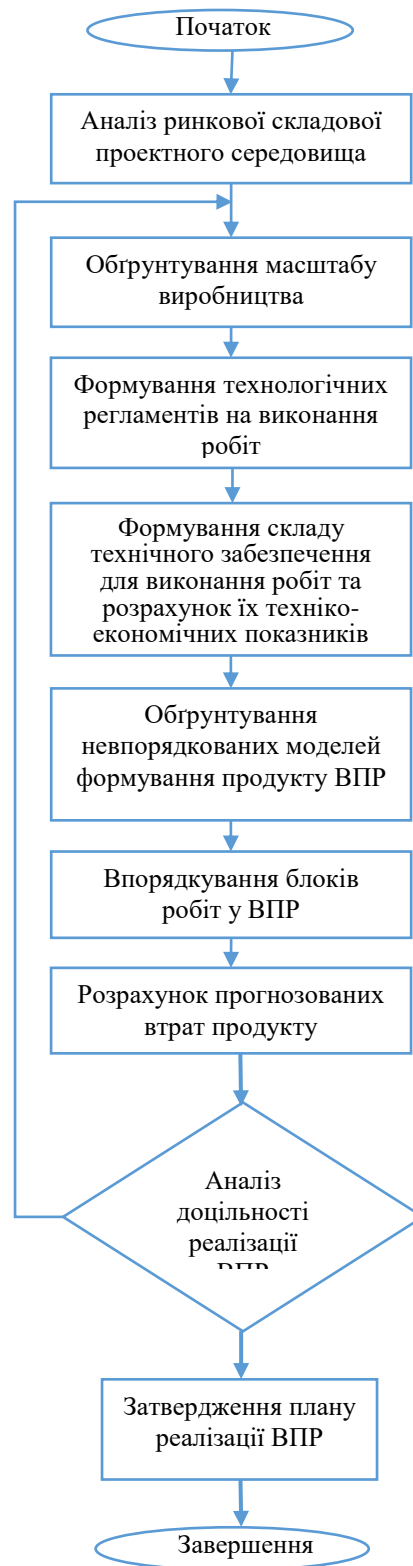 Початок
Аналіз ринкової складової
проектного середовища
Обґрунтування масштабу
виробництва
Формування технологічних
регламентів на виконання
робіт
Формування складу
технічного забезпечення
для виконання робіт та
розрахунок їх техніко-
економічних показників
Обґрунтування
невпорядкованих моделей
формування продукту ВПР
Впорядкування блоків
робіт у ВПР
Розрахунок прогнозованих
втрат продукту
Аналіз
доцільності
реалізації
ВПР
Затвердження плану
реалізації ВПР
Завершення